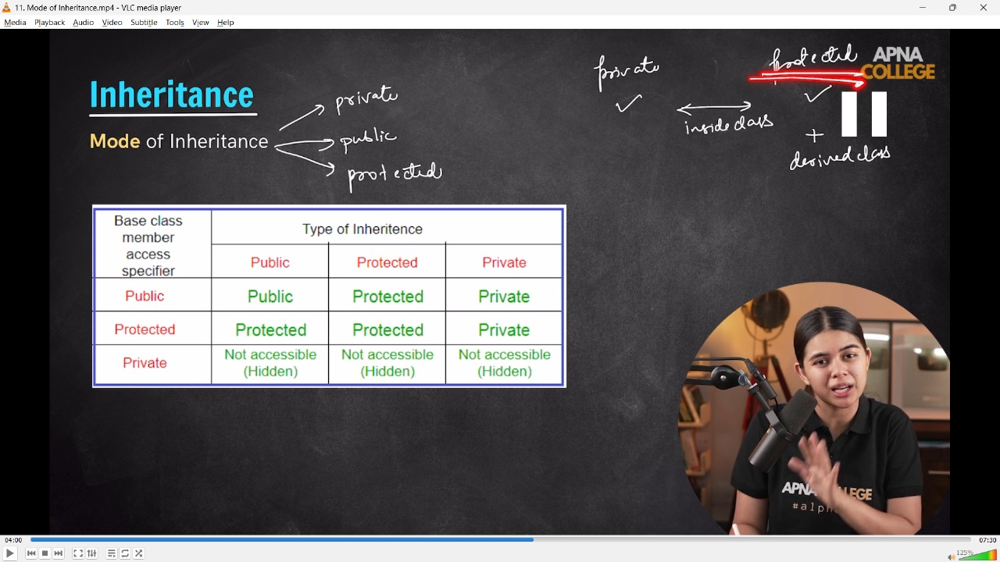 11. Mode of Inheritance.mp4 - VLC media player
Media Playback Audio Video Subtitle Tools View Help
Inheritance
Mode of Inheritance
private
public
protected
private
protected
inside class
+
derived class
APNA
COLLEGE
Base class
member
access
specifier
Type of Inheritence
Public Protected Private
Public Public Protected Private
Protected Protected Protected Private
Private Not accessible
(Hidden) Not accessible
(Hidden) Not accessible
(Hidden)
APNA COLLEGE
#alph
04:00
07:30
125%